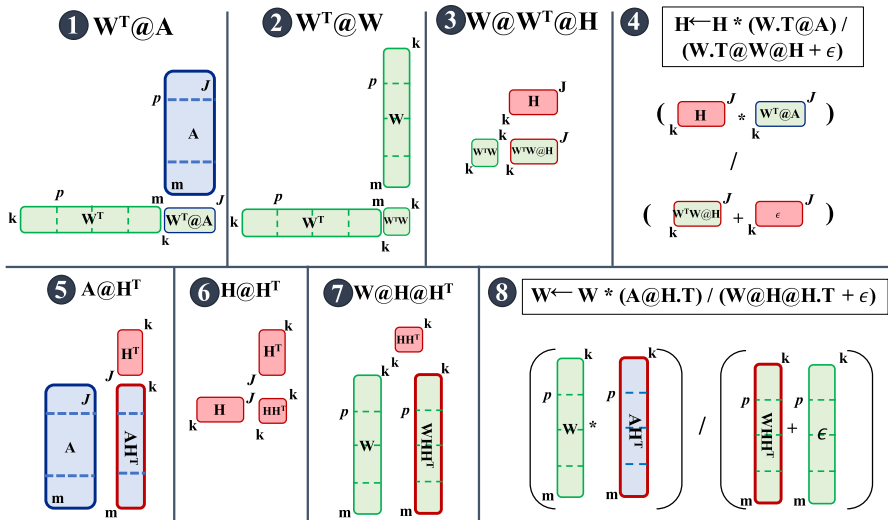 1 Wᵀ@A
J
p
A
m
p
m
J
k
Wᵀ
Wᵀ@A
k
2 Wᵀ@W
k
p
W
m
p
m
k
k
Wᵀ
WᵀW
k
3 W@Wᵀ@H
J
H
k
J
WᵀW
WᵀW@H
k
k
4
H←H * (W.T@A) /
(W.T@W@H + ϵ)
( H J * Wᵀ@A J )
k k
/
( WᵀW@H J + ϵ J )
k k
5 A@Hᵀ
k
Hᵀ
J
J
k
p
A
AHᵀ
m
m
6 H@Hᵀ
k
Hᵀ
J
J
k
H
HHᵀ
k
k
7 W@H@Hᵀ
k
HHᵀ
k
k
k
p
W
WHHᵀ
m
m
8
W← W * (A@H.T) / (W@H@H.T + ϵ)
k
k
p
p
W * AHᵀ
m
m
/
k
k
p
p
WHHᵀ + ϵ
m
m